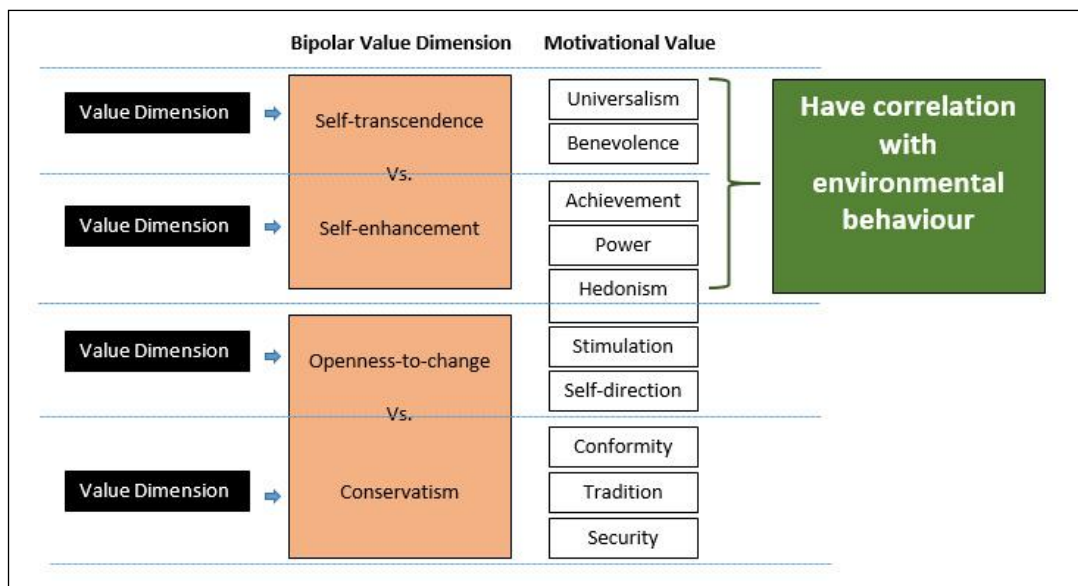 Bipolar Value Dimension
Motivational Value
Value Dimension
Self-transcendence
Universalism
Benevolence
Vs.
Value Dimension
Self-enhancement
Achievement
Power
Hedonism
Have correlation
with
environmental
behaviour
Value Dimension
Openness-to-change
Stimulation
Self-direction
Vs.
Value Dimension
Conservatism
Conformity
Tradition
Security